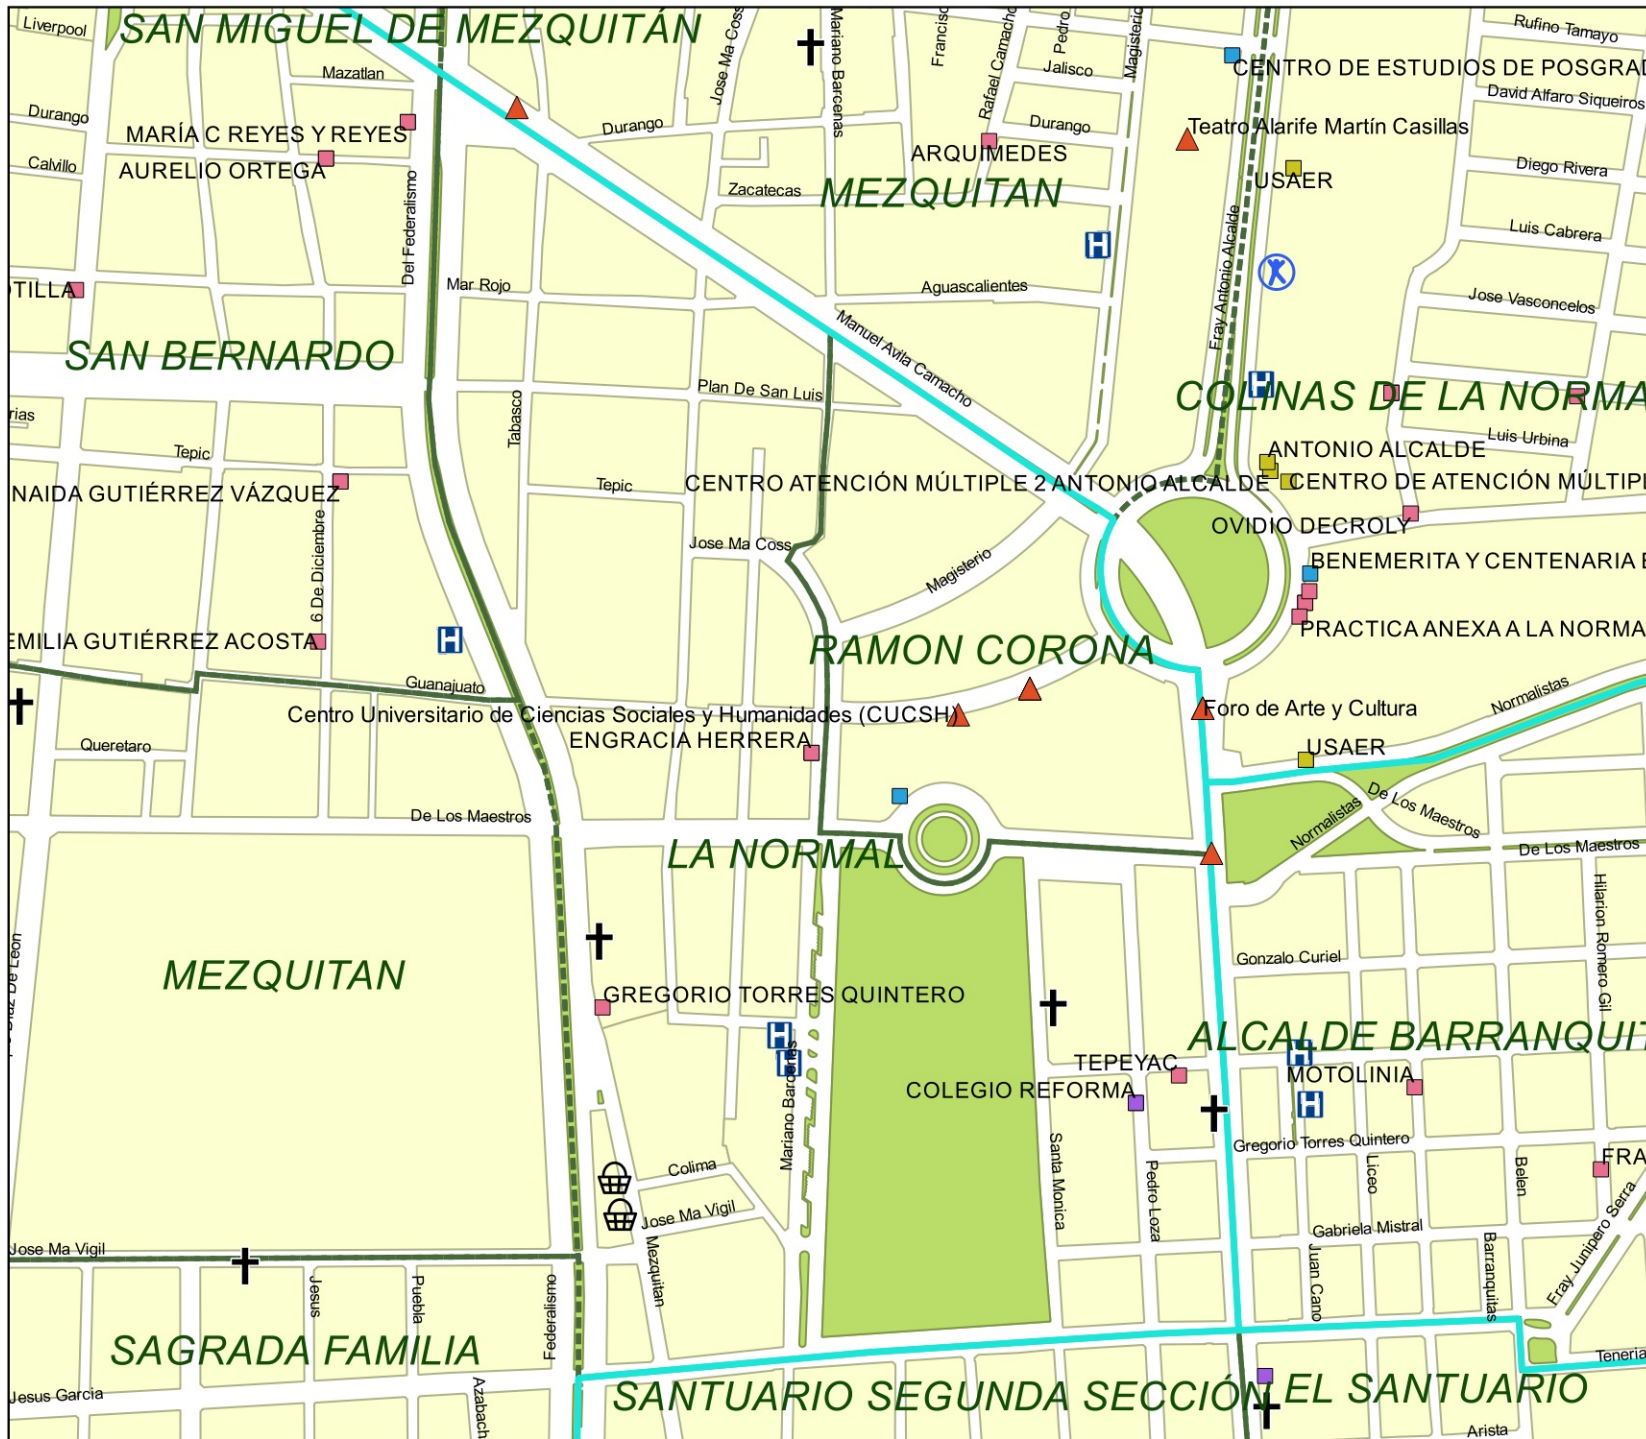 Liverpool
SAN MIGUEL DE MEZQUITÁN
Jose Ma Coss
Mariano Barcenas
Francisc
Rafael Camacho
Pedro
Magisterio
Rufino Tamayo
Mazatlan
Jalisco
CENTRO DE ESTUDIOS DE POSGRAD
David Alfaro Siqueiros
Durango
MARÍA C REYES Y REYES
Durango
Durango
Teatro Alarife Martín Casillas
Calvillo
AURELIO ORTEGA
ARQUIMEDES
Diego Rivera
Zacatecas
MEZQUITAN
USAER
Del Federalismo
Fray Antonio Alcalde
Luis Cabrera
OTILLA
Mar Rojo
Aguascalientes
Jose Vasconcelos
SAN BERNARDO
Manuel Avila Camacho
Plan De San Luis
COLINAS DE LA NORMA
rias
Tabasco
Luis Urbina
Tepic
ANTONIO ALCALDE
NAIDA GUTIÉRREZ VÁZQUEZ
Tepic
CENTRO ATENCIÓN MÚLTIPLE 2 ANTONIO ALCALDE
CENTRO DE ATENCIÓN MÚLTIPL
6 De Diciembre
OVIDIO DECROLY
Jose Ma Coss
Magisterio
BENEMERITA Y CENTENARIA E
EMILIA GUTIÉRREZ ACOSTA
RAMON CORONA
PRACTICA ANEXA A LA NORMA
Guanajuato
Normalistas
Centro Universitario de Ciencias Sociales y Humanidades (CUCSH)
Foro de Arte y Cultura
ENGRACIA HERRERA
Queretaro
USAER
De Los Maestros
Normalistas
De Los Maestros
LA NORMAL
De Los Maestros
Hilarion Romero Gil
Diaz De Leon
Gonzalo Curiel
MEZQUITAN
GREGORIO TORRES QUINTERO
ALCALDE BARRANQUIT
Mariano Barcenas
TEPEYAC
MOTOLINIA
COLEGIO REFORMA
Gregorio Torres Quintero
Colima
Santa Monica
Pedro Loza
Liceo
Belen
FRA
Jose Ma Vigil
Gabriela Mistral
Fray Junipero Serra
Jose Ma Vigil
Mezquitan
Jesus
Puebla
Federalismo
Juan Cano
Barranquitas
SAGRADA FAMILIA
Teneria
Jesus Garcia
Azabach
SANTUARIO SEGUNDA SECCIÓN
EL SANTUARIO
Arista